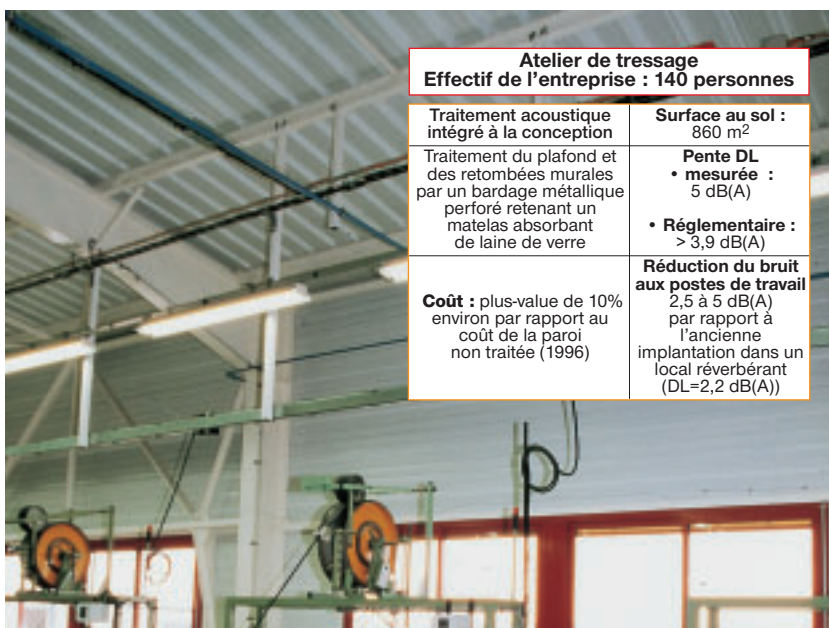 Atelier de tressage
Effectif de l'entreprise : 140 personnes
Traitement acoustique
intégré à la conception
Surface au sol :
860 m2
Traitement du plafond et
des retombées murales
par un bardage métallique
perforé retenant un
matelas absorbant
de laine de verre
Pente DL
• mesurée :
5 dB(A)
• Réglementaire :
> 3,9 dB(A)
Coût : plus-value de 10%
environ par rapport au
coût de la paroi
non traitée (1996)
Réduction du bruit
aux postes de travail
2,5 à 5 dB(A)
par rapport à
l'ancienne
implantation dans un
local réverbérant
(DL=2,2 dB(A))